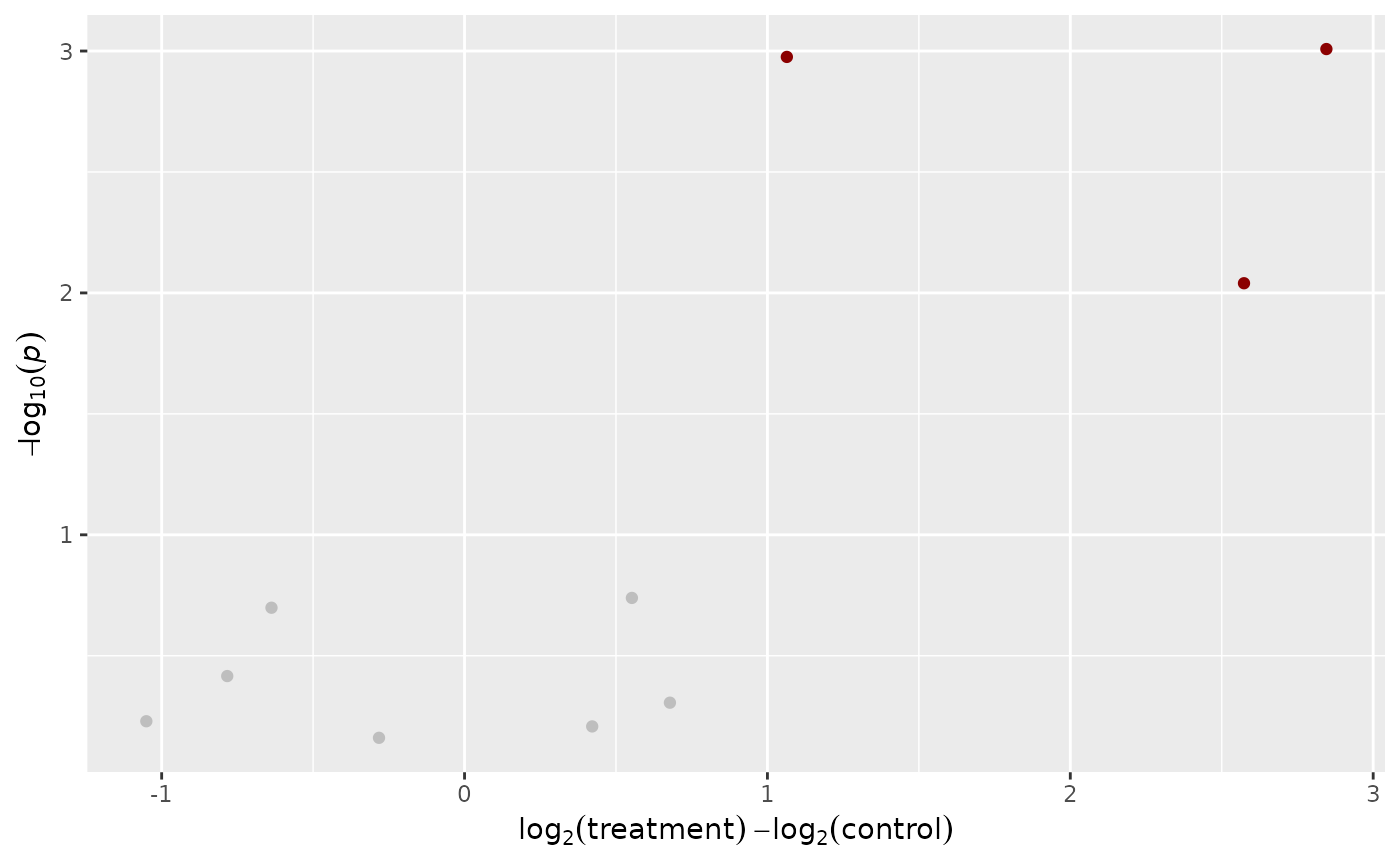 3
2
1
−log₁₀(p)
-1 0 1 2 3
log₂(treatment) −log₂(control)